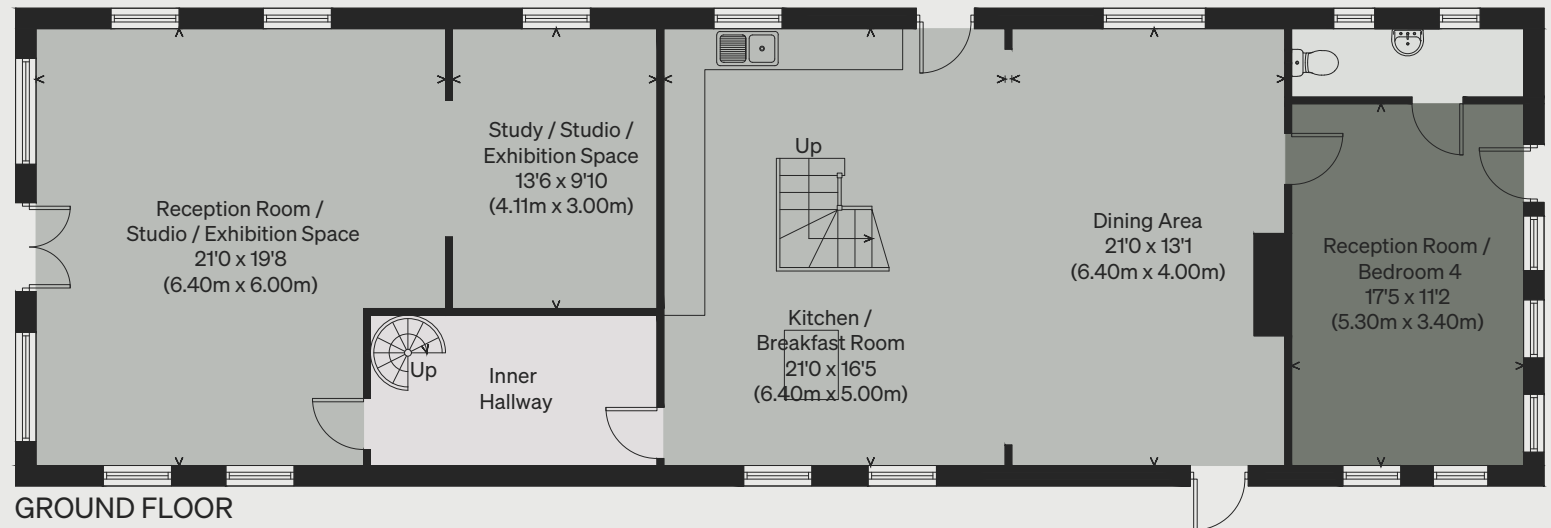 Reception Room /
Studio / Exhibition Space
21'0 x 19'8
(6.40m x 6.00m)
Study / Studio /
Exhibition Space
13'6 x 9'10
(4.11m x 3.00m)
Up
Inner
Hallway
Up
Kitchen /
Breakfast Room
21'0 x 16'5
(6.40m x 5.00m)
Dining Area
21'0 x 13'1
(6.40m x 4.00m)
Reception Room /
Bedroom 4
17'5 x 11'2
(5.30m x 3.40m)
GROUND FLOOR